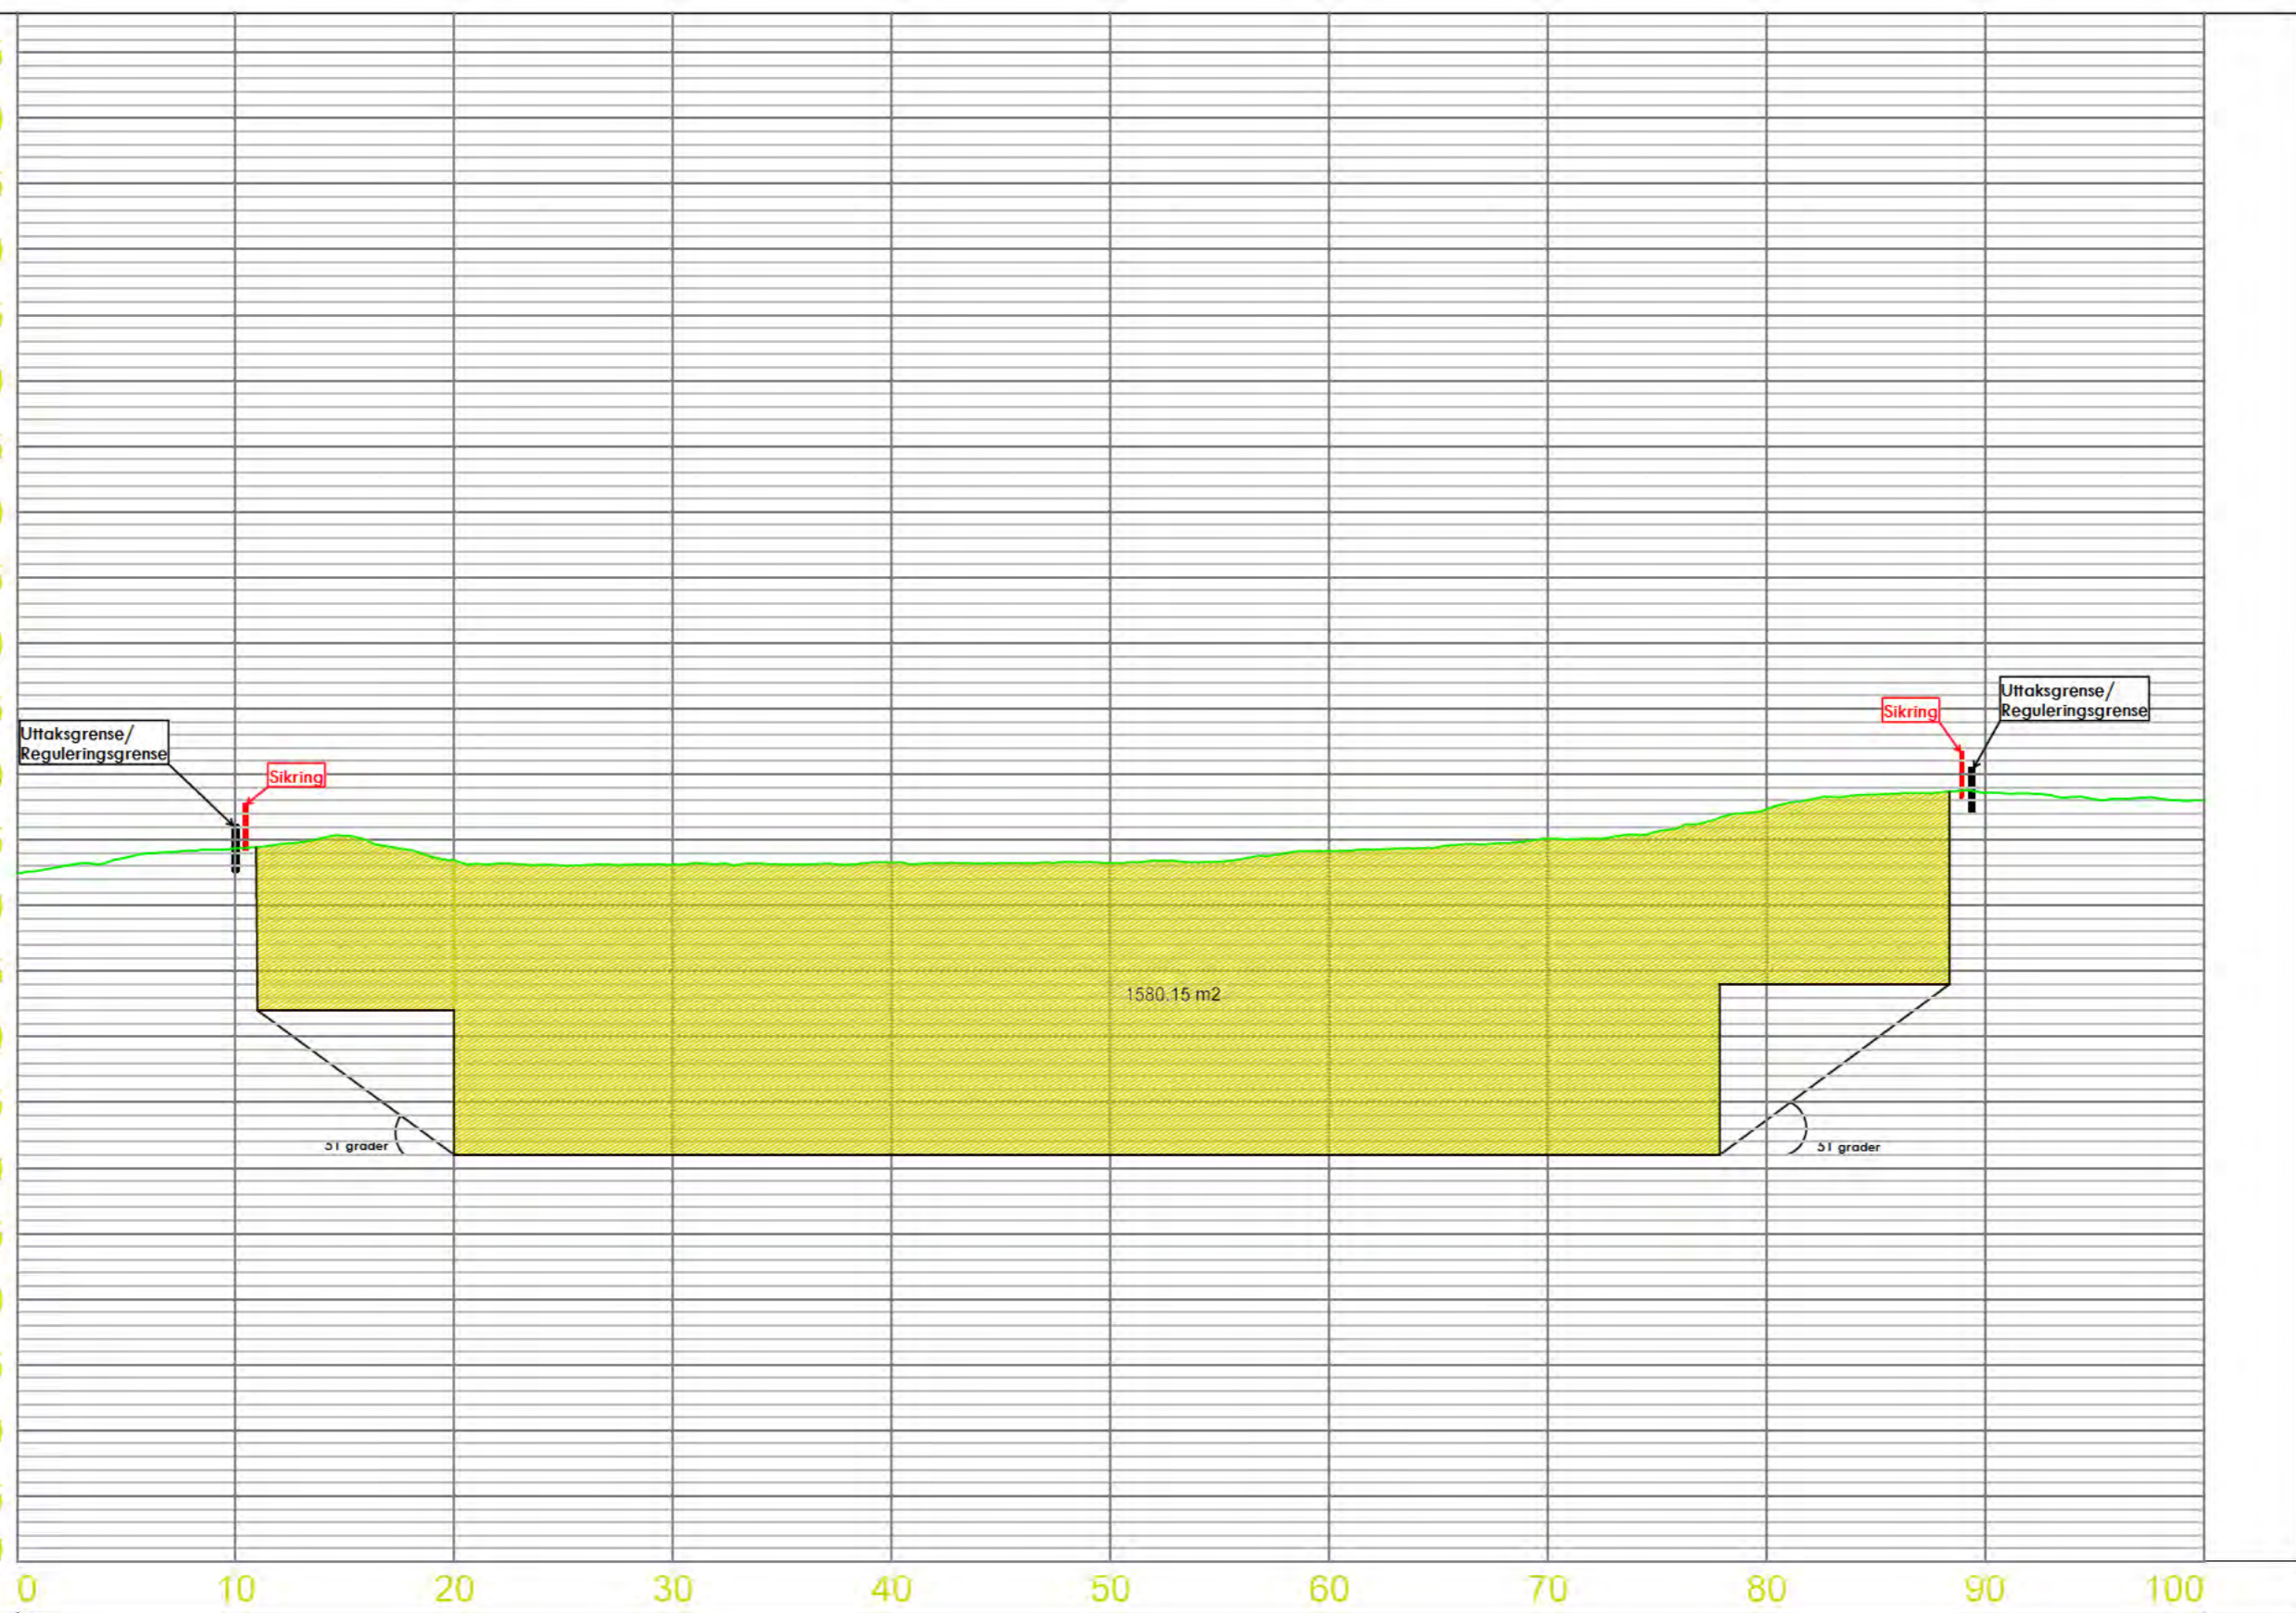 Uttaksgrense/
Reguleringsgrense
Sikring
Sikring
Uttaksgrense/
Reguleringsgrense
1580.15 m2
51 grader
51 grader
0 10 20 30 40 50 60 70 80 90 100